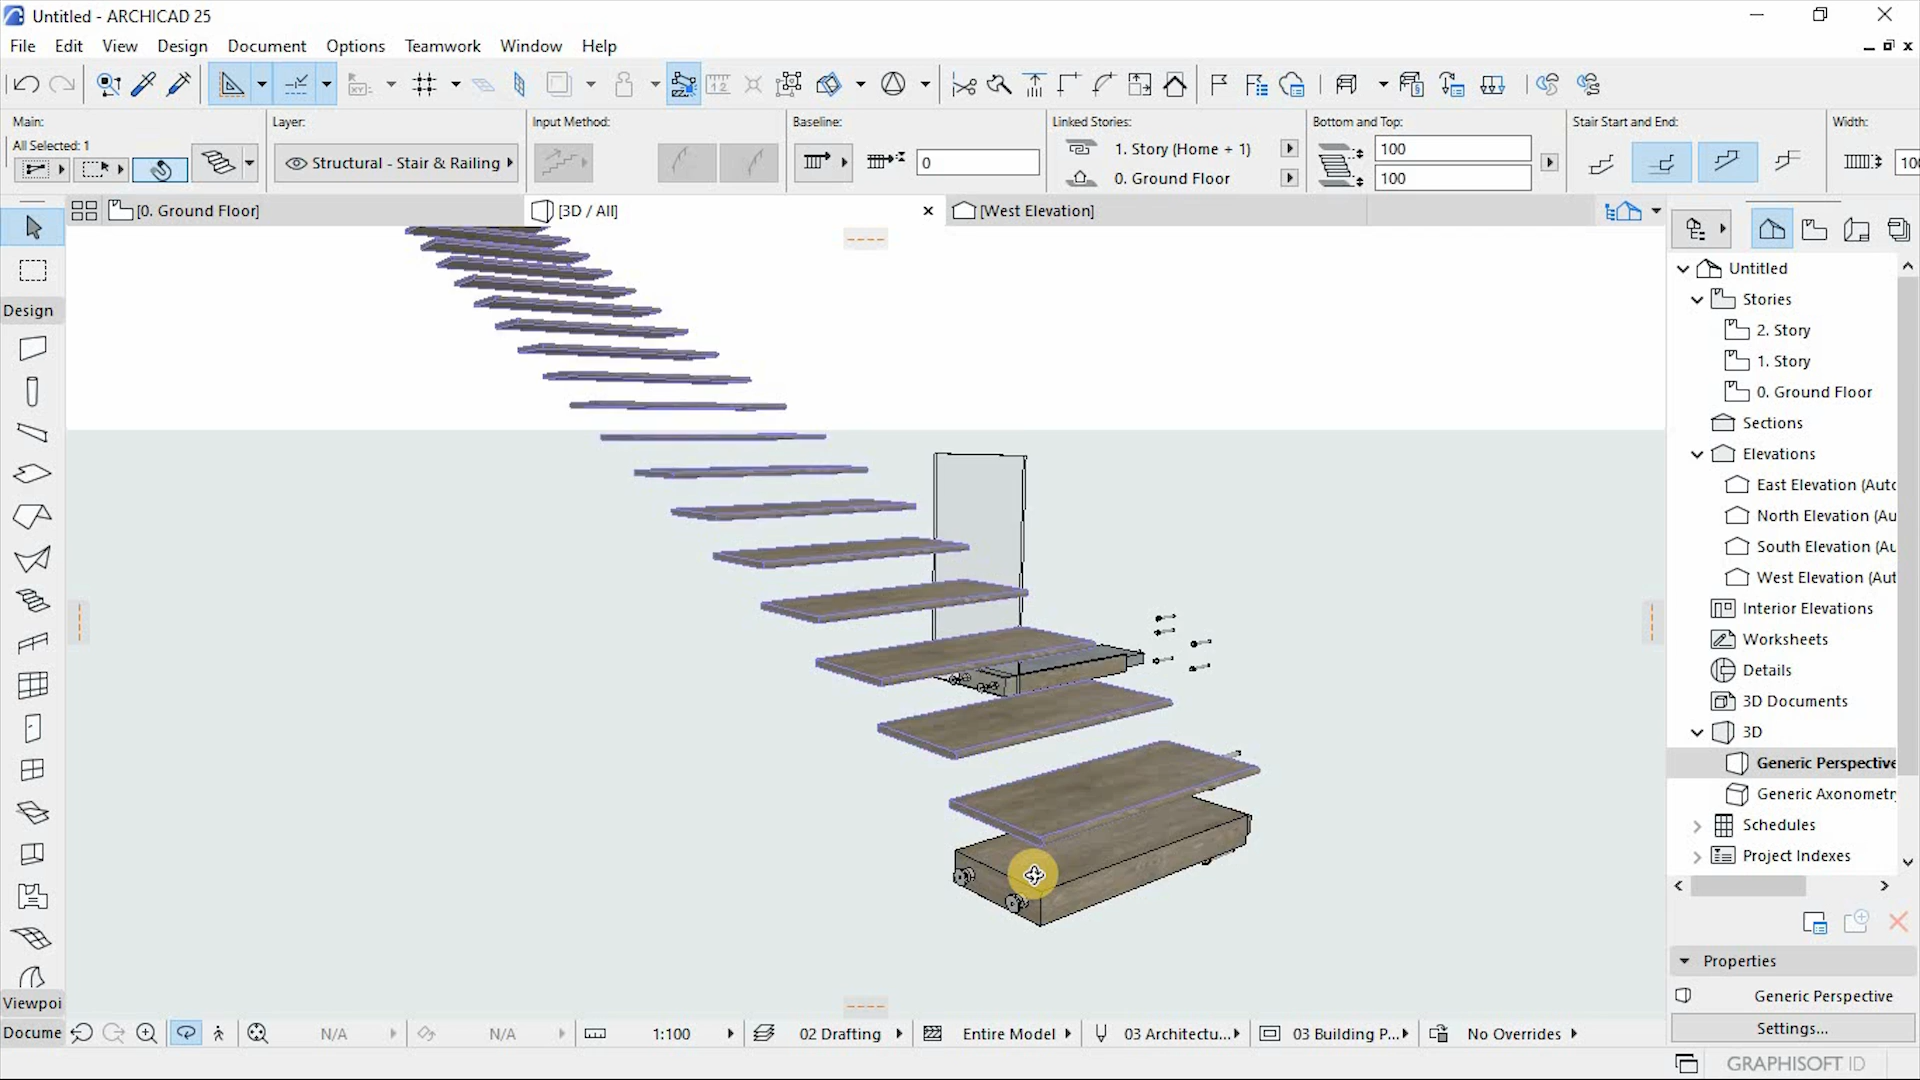 Untitled - ARCHICAD 25
File Edit View Design Document Options Teamwork Window Help
Main:
All Selected: 1
Layer:
Structural - Stair & Railing
Input Method:
Baseline:
0
Linked Stories:
1. Story (Home + 1)
0. Ground Floor
Bottom and Top:
100
100
Stair Start and End:
Width:
100
[0. Ground Floor]
[3D / All]
[West Elevation]
Design
Untitled
Stories
2. Story
1. Story
0. Ground Floor
Sections
Elevations
East Elevation (Auto
North Elevation (Au
South Elevation (Au
West Elevation (Aut
Interior Elevations
Worksheets
Details
3D Documents
3D
Generic Perspective
Generic Axonometr
Schedules
Project Indexes
Properties
Generic Perspective
Settings...
Viewpoi
Docume
N/A
N/A
1:100
02 Drafting
Entire Model
03 Architectu...
03 Building P...
No Overrides
GRAPHISOFT ID